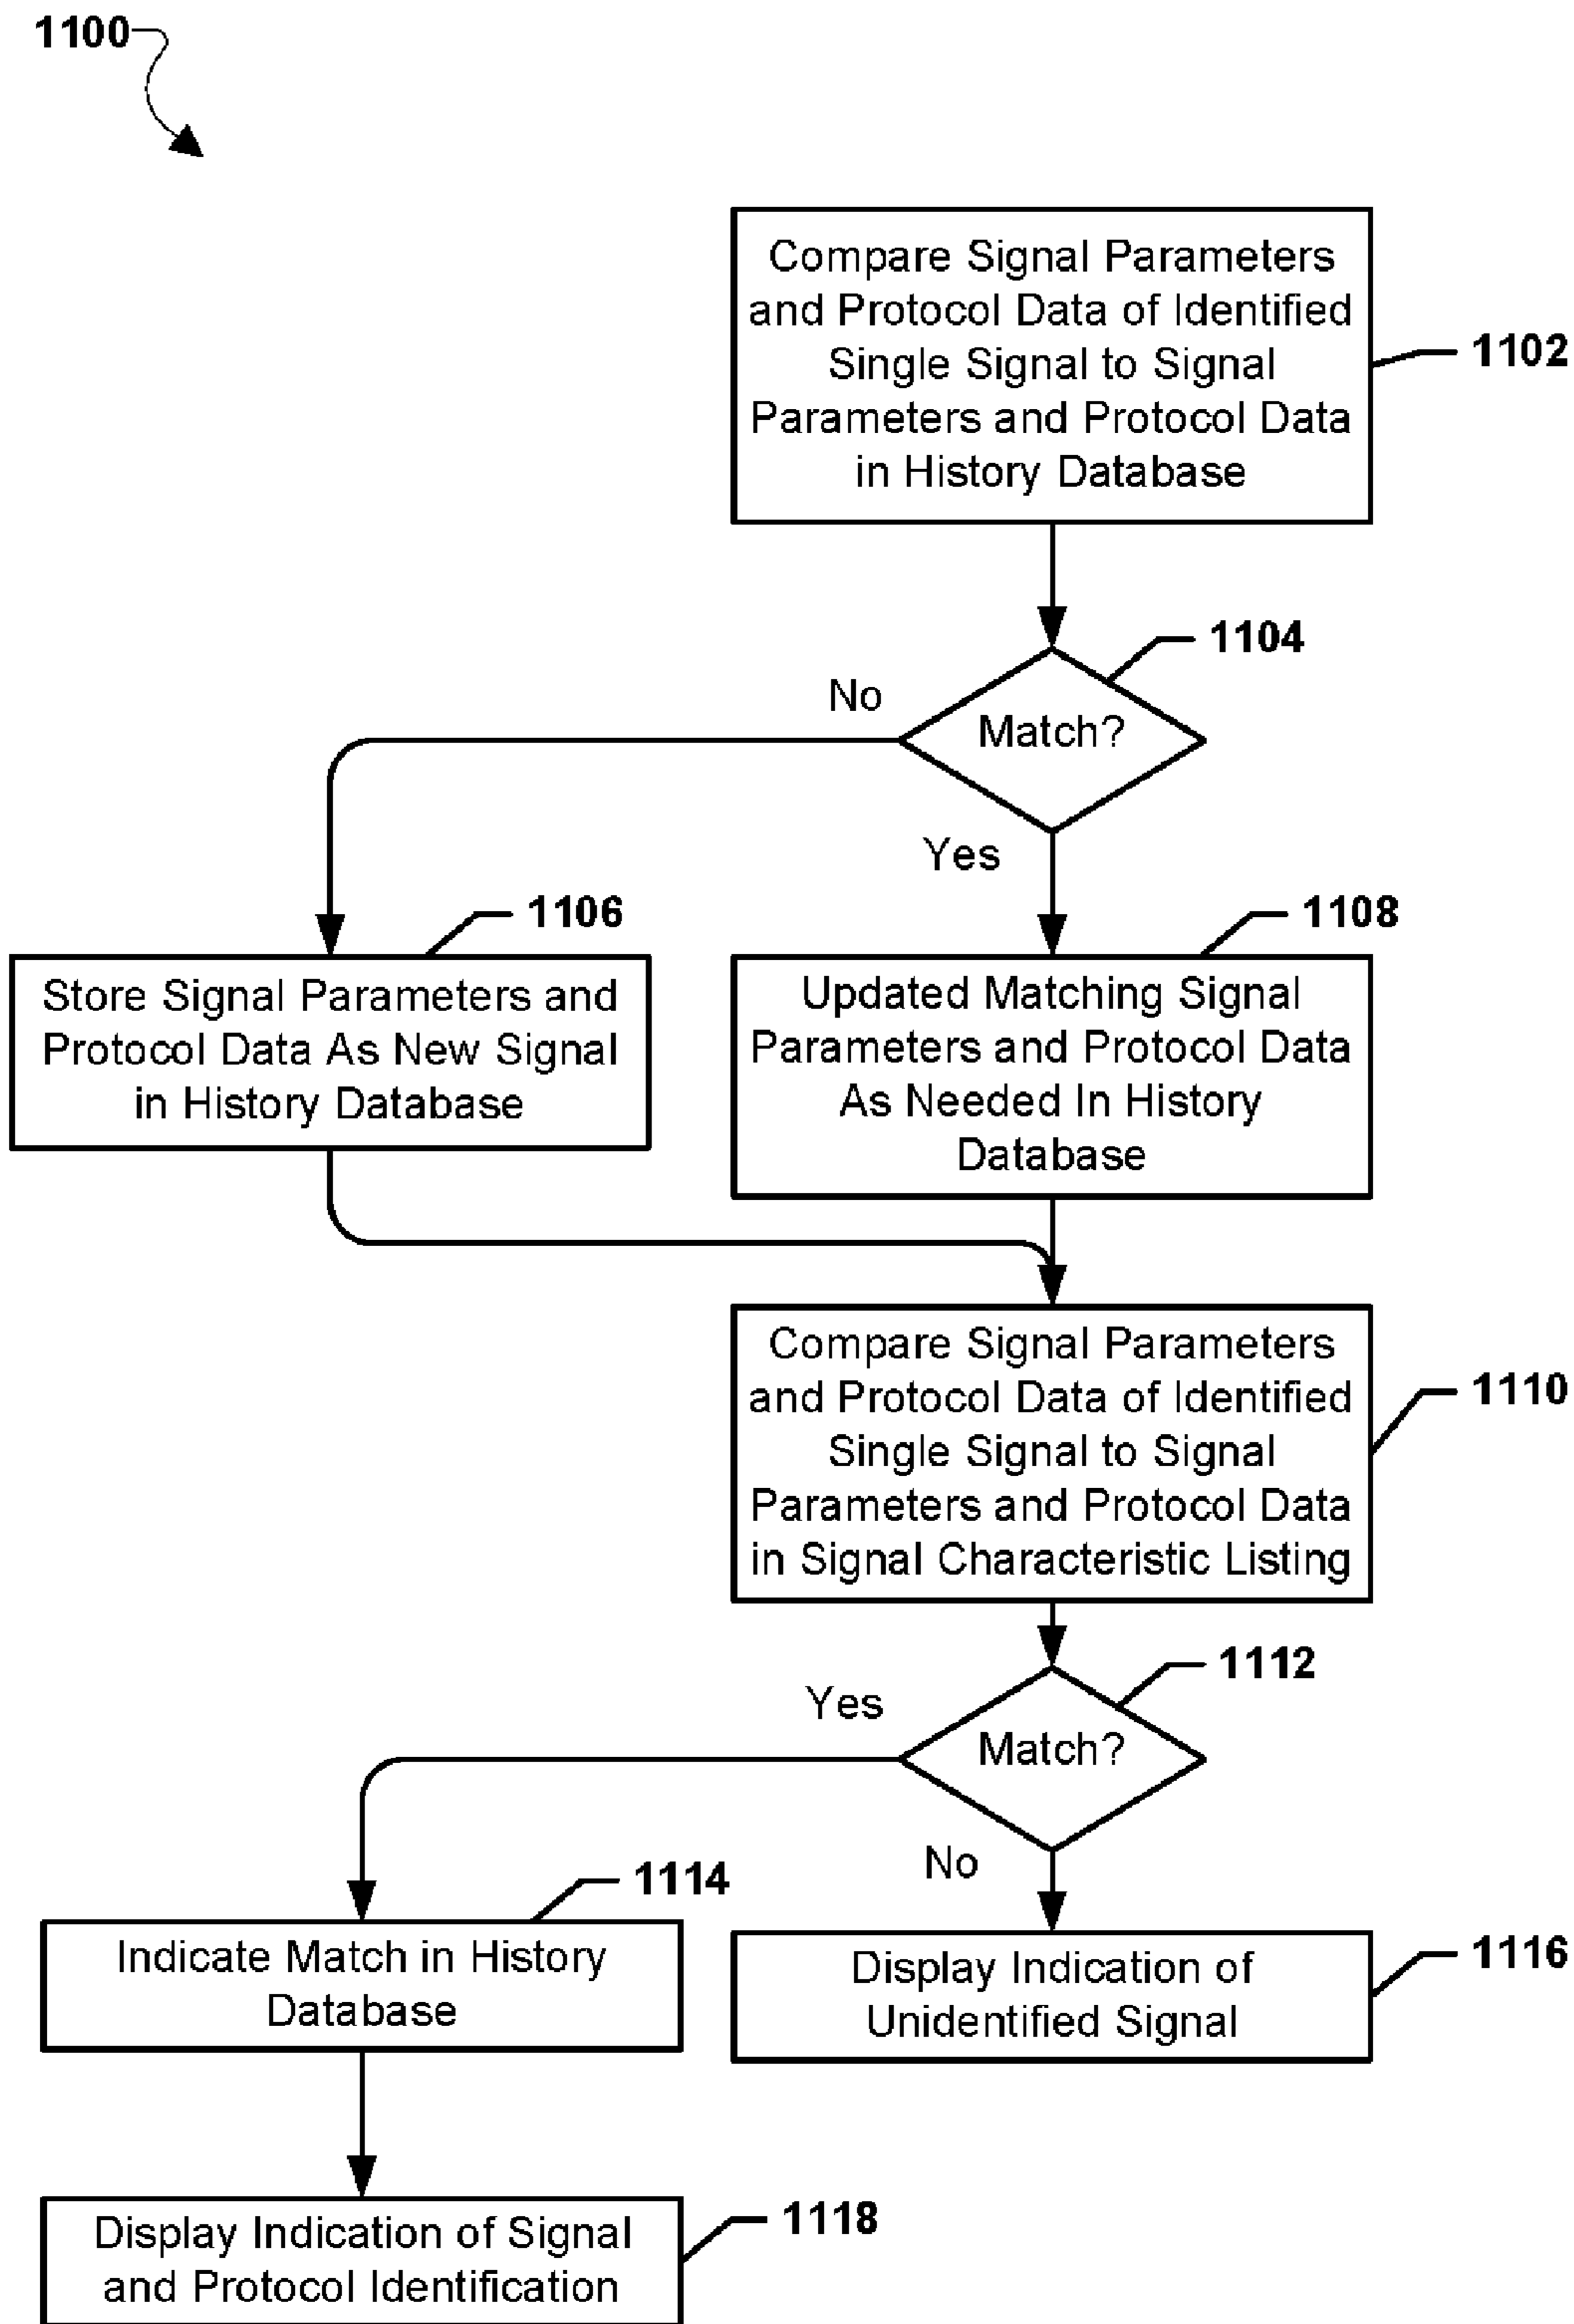 1100
Compare Signal Parameters
and Protocol Data of Identified
Single Signal to Signal
Parameters and Protocol Data
in History Database
1102
1104
Match?
No
Yes
1106
Store Signal Parameters and
Protocol Data As New Signal
in History Database
1108
Updated Matching Signal
Parameters and Protocol Data
As Needed In History
Database
Compare Signal Parameters
and Protocol Data of Identified
Single Signal to Signal
Parameters and Protocol Data
in Signal Characteristic Listing
1110
1112
Match?
Yes
No
1114
Indicate Match in History
Database
Display Indication of
Unidentified Signal
1116
Display Indication of Signal
and Protocol Identification
1118